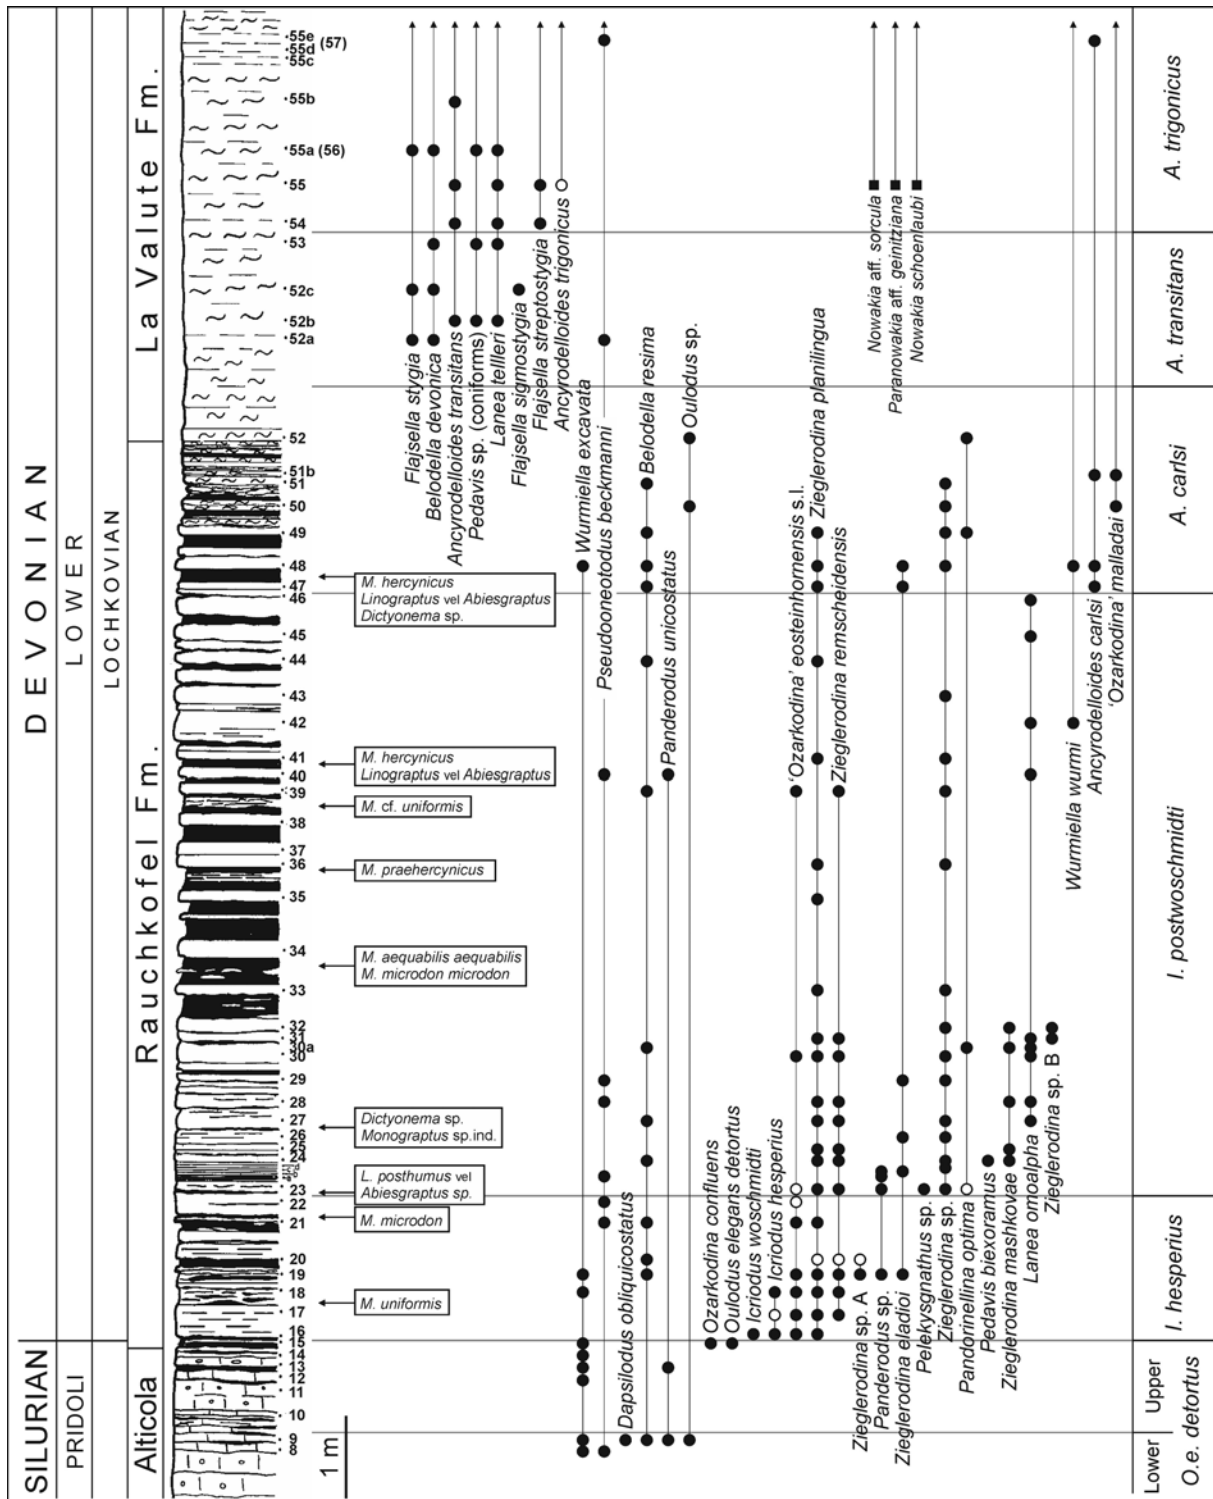 DEVONIAN
LOWER
LOCHKOVIAN
SILURIAN
PRIDOLI
La Valute Fm.
Rauchkofel Fm.
Alticola
55e
55d
(57)
55c
55b
55a (56)
55
54
53
52c
52b
52a
52
51b
51
50
49
48
47
46
45
44
43
42
41
40
39
38
37
36
35
34
33
32
31
30a
30
29
28
27
26
25
24
23
22
21
20
19
18
17
16
15
14
13
12
11
10
9
8
1 m
M. hercynicus
Linograptus vel Abiesgraptus
Dictyonema sp.
M. hercynicus
Linograptus vel Abiesgraptus
M. cf. uniformis
M. praehercynicus
M. aequabilis aequabilis
M. microdon microdon
Dictyonema sp.
Monograptus sp.ind.
L. posthumus vel
Abiesgraptus sp.
M. microdon
M. uniformis
Flajsella stygia
Belodella devonica
Ancyrodelloides transitans
Pedavis sp. (coniforms)
Lanea tellleri
Flajsella sigmostygia
Flajsella streptostygia
Ancyrodelloides trigonicus
Wurmiella excavata
Pseudooneotodus beckmanni
Dapsilodus obliquicostatus
Belodella resima
Panderodus unicostatus
Oulodus sp.
Ozarkodina confluens
Oulodus elegans detortus
Icriodus woschmidti
Icriodus hesperius
'Ozarkodina' eosteinhornensis s.l.
Zieglerodina planilingua
Zieglerodina remscheidensis
Zieglerodina sp. A
Panderodus sp.
Zieglerodina eladioi
Nowakia aff. sorcula
Paranowakia aff. geinitziana
Nowakia schoenlaubi
Pelekysgnathus sp.
Zieglerodina sp.
Pandorinellina optima
Pedavis biexoramus
Zieglerodina mashkovae
Lanea omoalpha
Zieglerodina sp. B
Wurmiella wurmi
Ancyrodelloides carlsi
'Ozarkodina' malladai
A. trigonicus
A. transitans
A. carlsi
I. postwoschmidti
I. hesperius
Upper
Lower
O.e. detortus